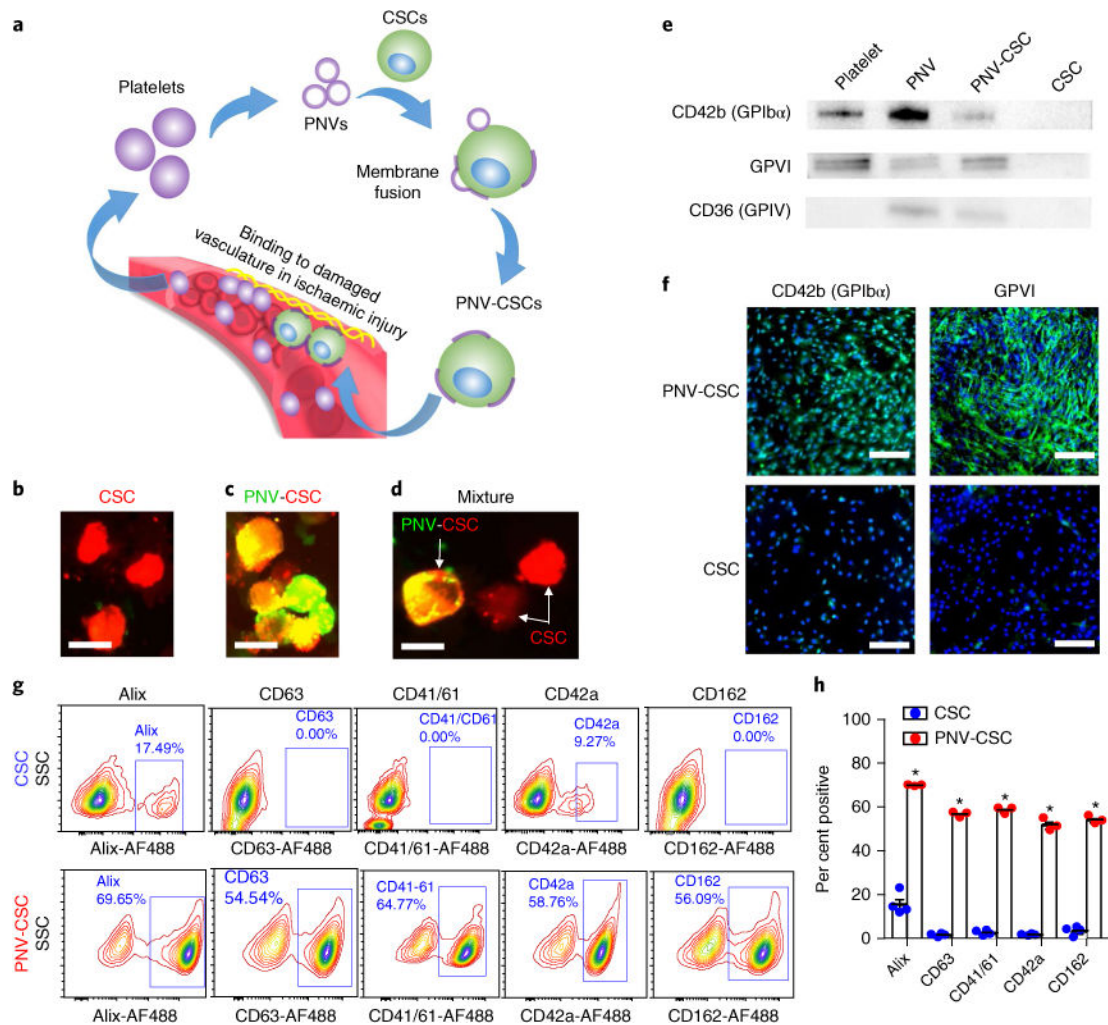 a
CSCs
Platelets
PNVs
Membrane
fusion
Binding to damaged
vasculature in ischaemic injury
PNV-CSCs
e
Platelet
PNV
PNV-CSC
CSC
CD42b (GPIbα)
GPVI
CD36 (GPIV)
f
CD42b (GPIbα)
GPVI
PNV-CSC
CSC
b
CSC
c
PNV-CSC
d
Mixture
PNV-CSC
CSC
g
Alix
CD63
CD41/61
CD42a
CD162
CSC
SSC
Alix
17.49%
CD63
0.00%
CD41/CD61
0.00%
CD42a
9.27%
CD162
0.00%
Alix-AF488
CD63-AF488
CD41/61-AF488
CD42a-AF488
CD162-AF488
PNV-CSC
SSC
Alix
69.65%
CD63
54.54%
CD41-61
64.77%
CD42a
58.76%
CD162
56.09%
Alix-AF488
CD63-AF488
CD41/61-AF488
CD42a-AF488
CD162-AF488
h
CSC
PNV-CSC
Per cent positive
100
80
60
40
20
0
* * * * *
Alix
CD63
CD41/61
CD42a
CD162